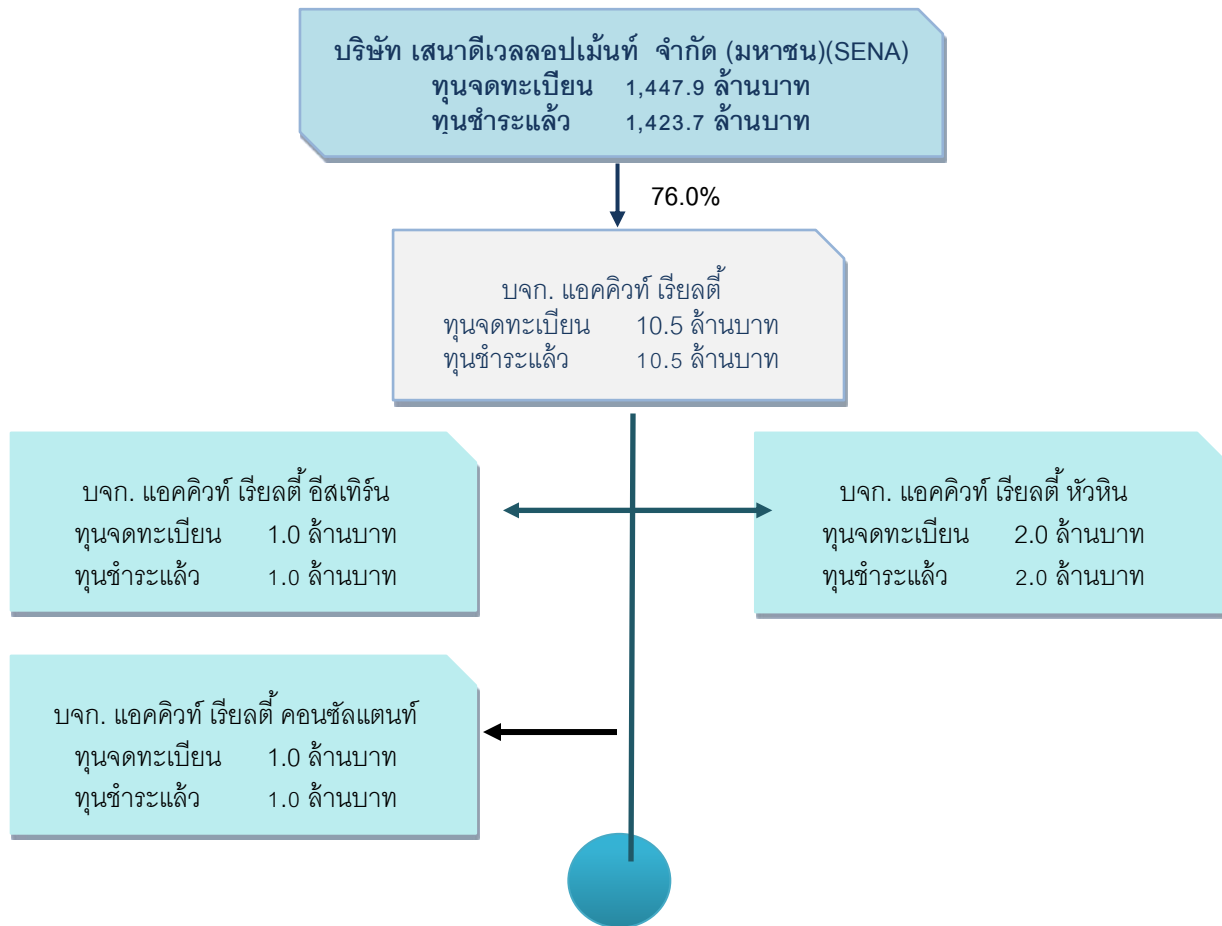 บริษัท เสนาดีเวลลอปเม้นท์ จำกัด (มหาชน)(SENA)
ทุนจดทะเบียน 1,447.9 ล้านบาท
ทุนชำระแล้ว 1,423.7 ล้านบาท
76.0%
บจก. แอคคิวท์ เรียลตี้
ทุนจดทะเบียน 10.5 ล้านบาท
ทุนชำระแล้ว 10.5 ล้านบาท
บจก. แอคคิวท์ เรียลตี้ อีสเทิร์น
ทุนจดทะเบียน 1.0 ล้านบาท
ทุนชำระแล้ว 1.0 ล้านบาท
บจก. แอคคิวท์ เรียลตี้ หัวหิน
ทุนจดทะเบียน 2.0 ล้านบาท
ทุนชำระแล้ว 2.0 ล้านบาท
บจก. แอคคิวท์ เรียลตี้ คอนซัลแตนท์
ทุนจดทะเบียน 1.0 ล้านบาท
ทุนชำระแล้ว 1.0 ล้านบาท